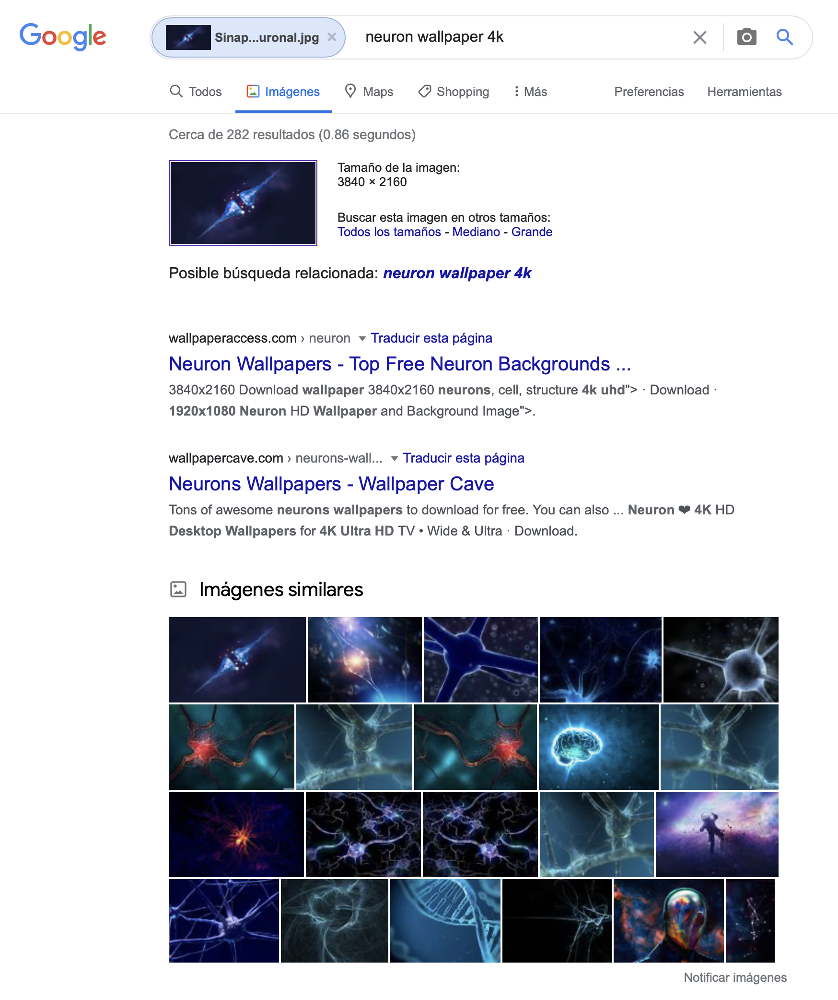 Google
Sinap...uronal.jpg
neuron wallpaper 4k
Todos
Imágenes
Maps
Shopping
Más
Preferencias
Herramientas
Cerca de 282 resultados (0.86 segundos)
Tamaño de la imagen:
3840 × 2160
Buscar esta imagen en otros tamaños:
Todos los tamaños - Mediano - Grande
Posible búsqueda relacionada: neuron wallpaper 4k
wallpaperaccess.com › neuron Traducir esta página
Neuron Wallpapers - Top Free Neuron Backgrounds ...
3840x2160 Download wallpaper 3840x2160 neurons, cell, structure 4k uhd"> · Download ·
1920x1080 Neuron HD Wallpaper and Background Image">.
wallpapercave.com › neurons-wall... Traducir esta página
Neurons Wallpapers - Wallpaper Cave
Tons of awesome neurons wallpapers to download for free. You can also ... Neuron ❤ 4K HD
Desktop Wallpapers for 4K Ultra HD TV • Wide & Ultra · Download.
Imágenes similares
Notificar imágenes